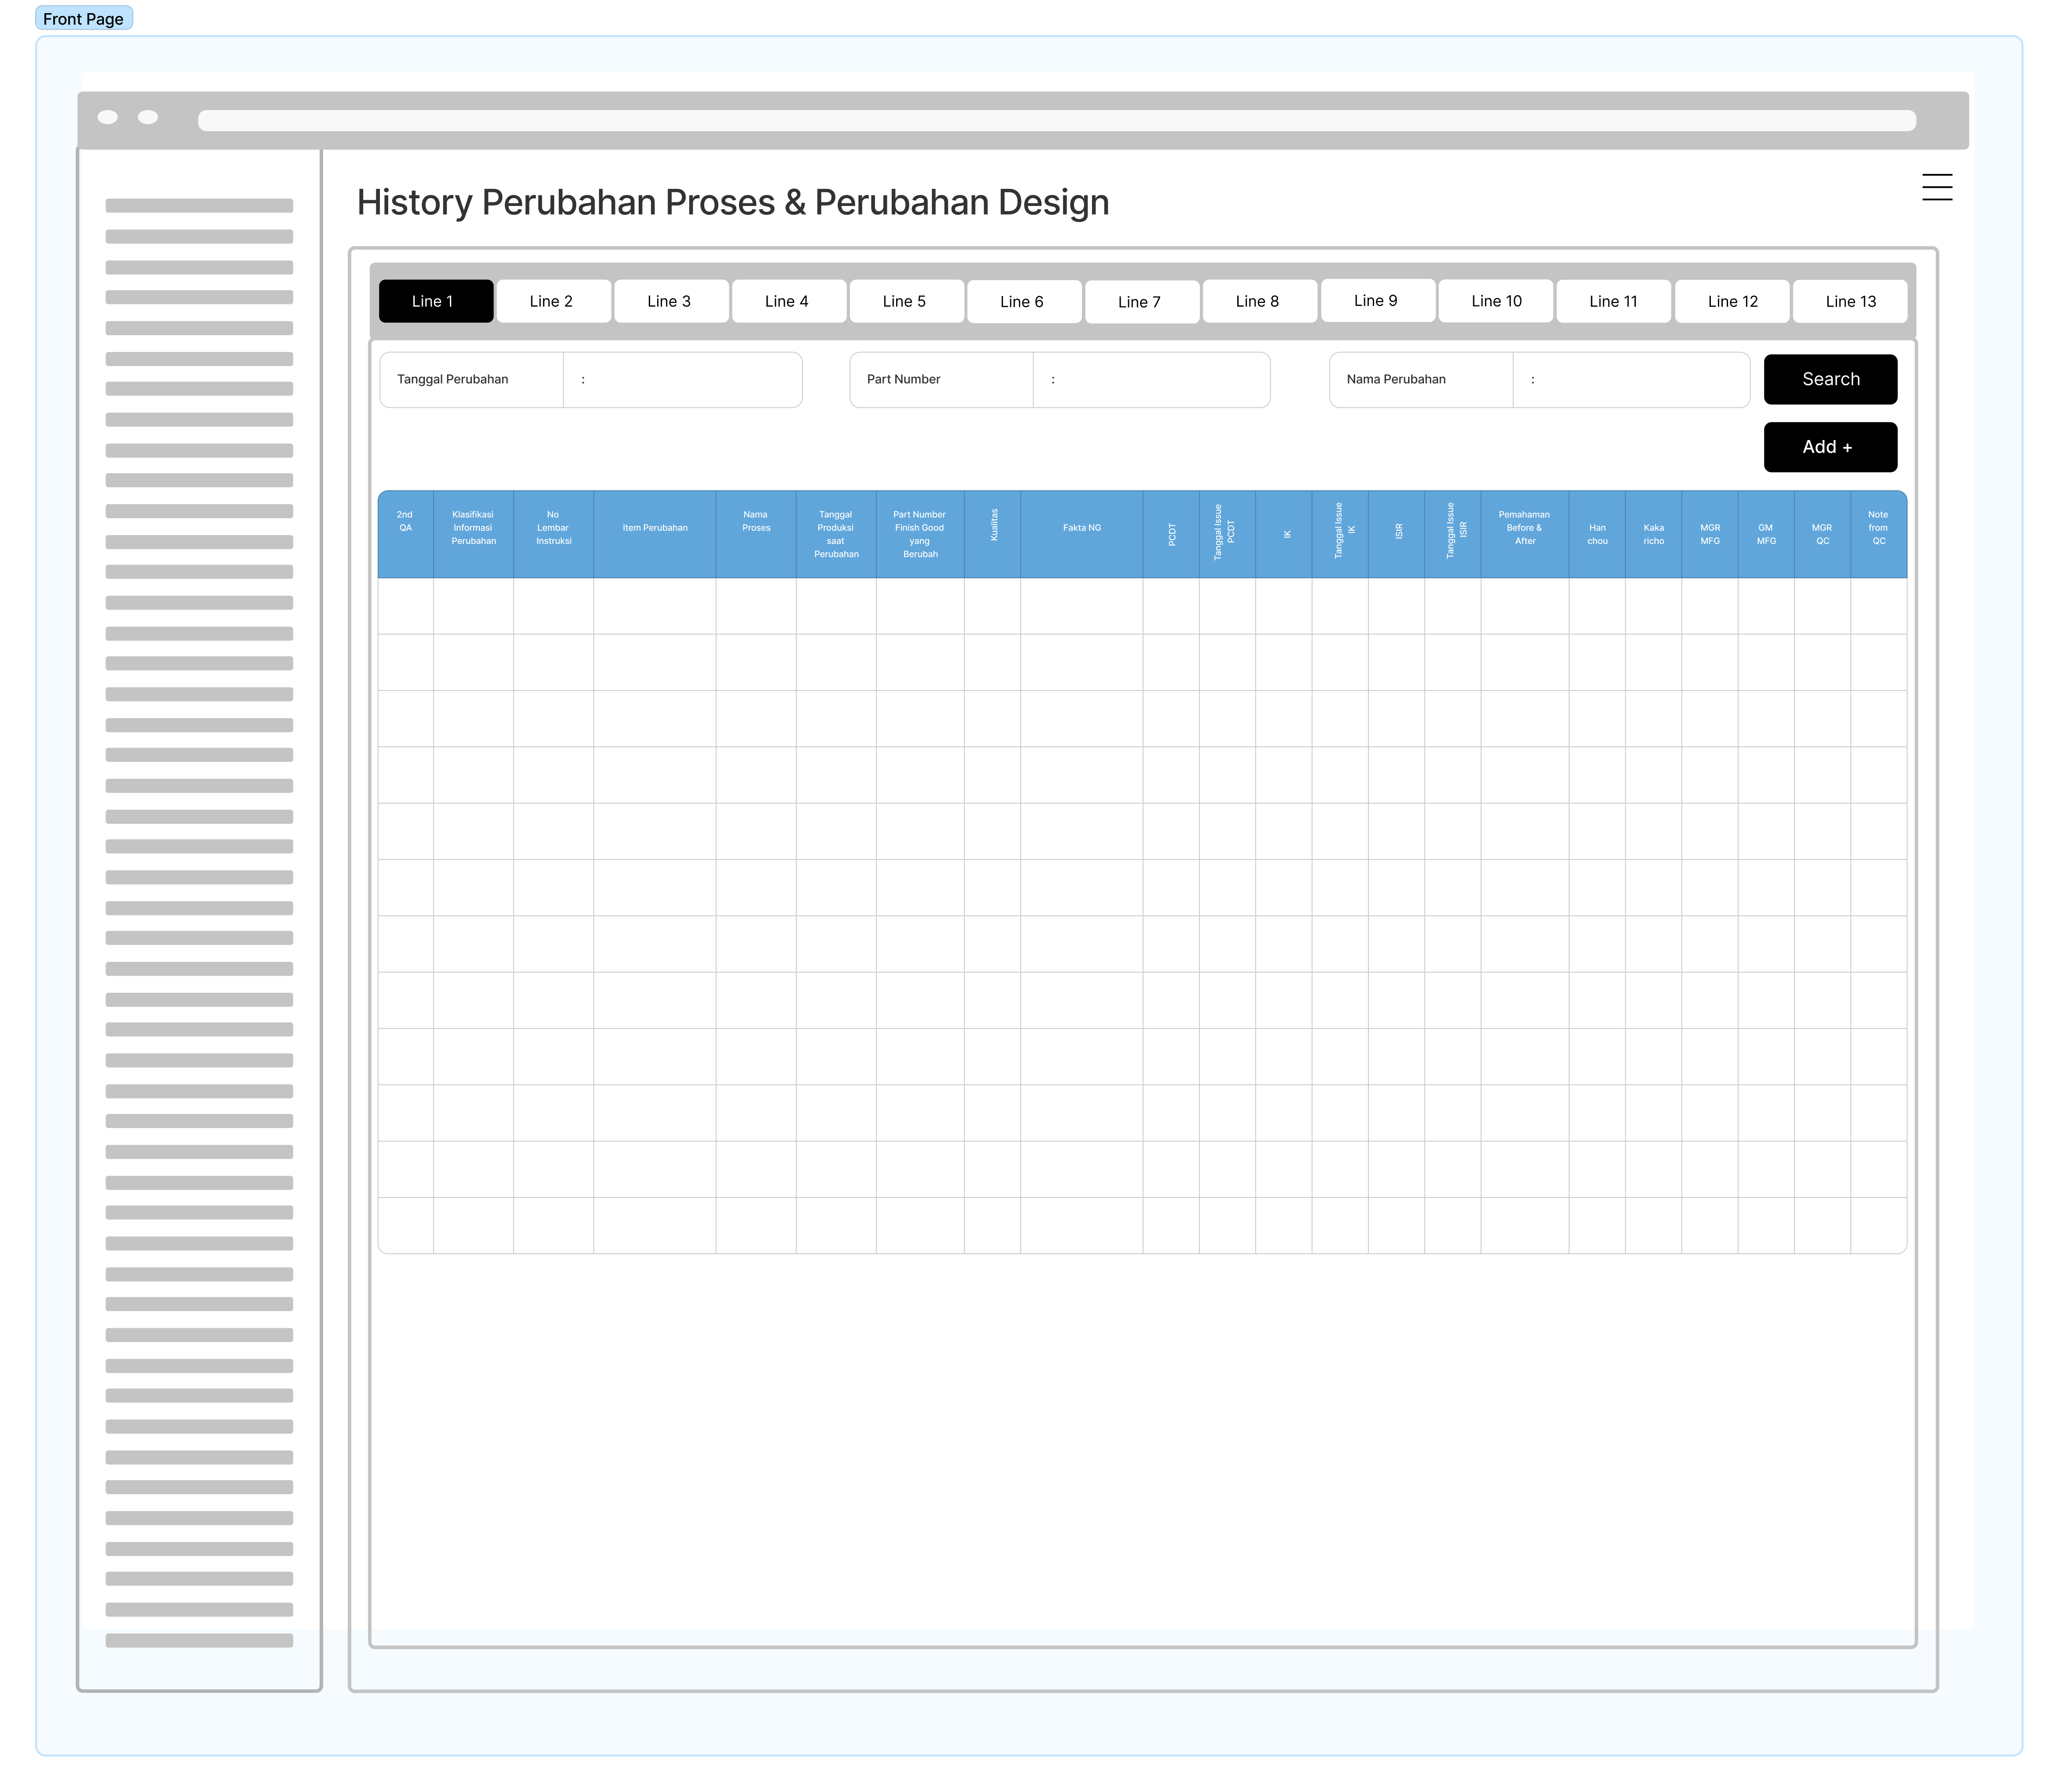 Front Page
History Perubahan Proses & Perubahan Design
Line 1
Line 2
Line 3
Line 4
Line 5
Line 6
Line 7
Line 8
Line 9
Line 10
Line 11
Line 12
Line 13
Tanggal Perubahan
:
Part Number
:
Nama Perubahan
:
Search
Add +
2nd
QA
Klasifikasi
Informasi
Perubahan
No
Lembar
Instruksi
Item Perubahan
Nama
Proses
Tanggal
Produksi
saat
Perubahan
Part Number
Finish Good
yang
Berubah
Kualitas
Fakta NG
PCDT
Tanggal Issue
PCDT
IK
Tanggal Issue
IK
ISIR
Tanggal Issue
ISIR
Pemahaman
Before &
After
Han
chou
Kaka
richo
MGR
MFG
GM
MFG
MGR
QC
Note
from
QC